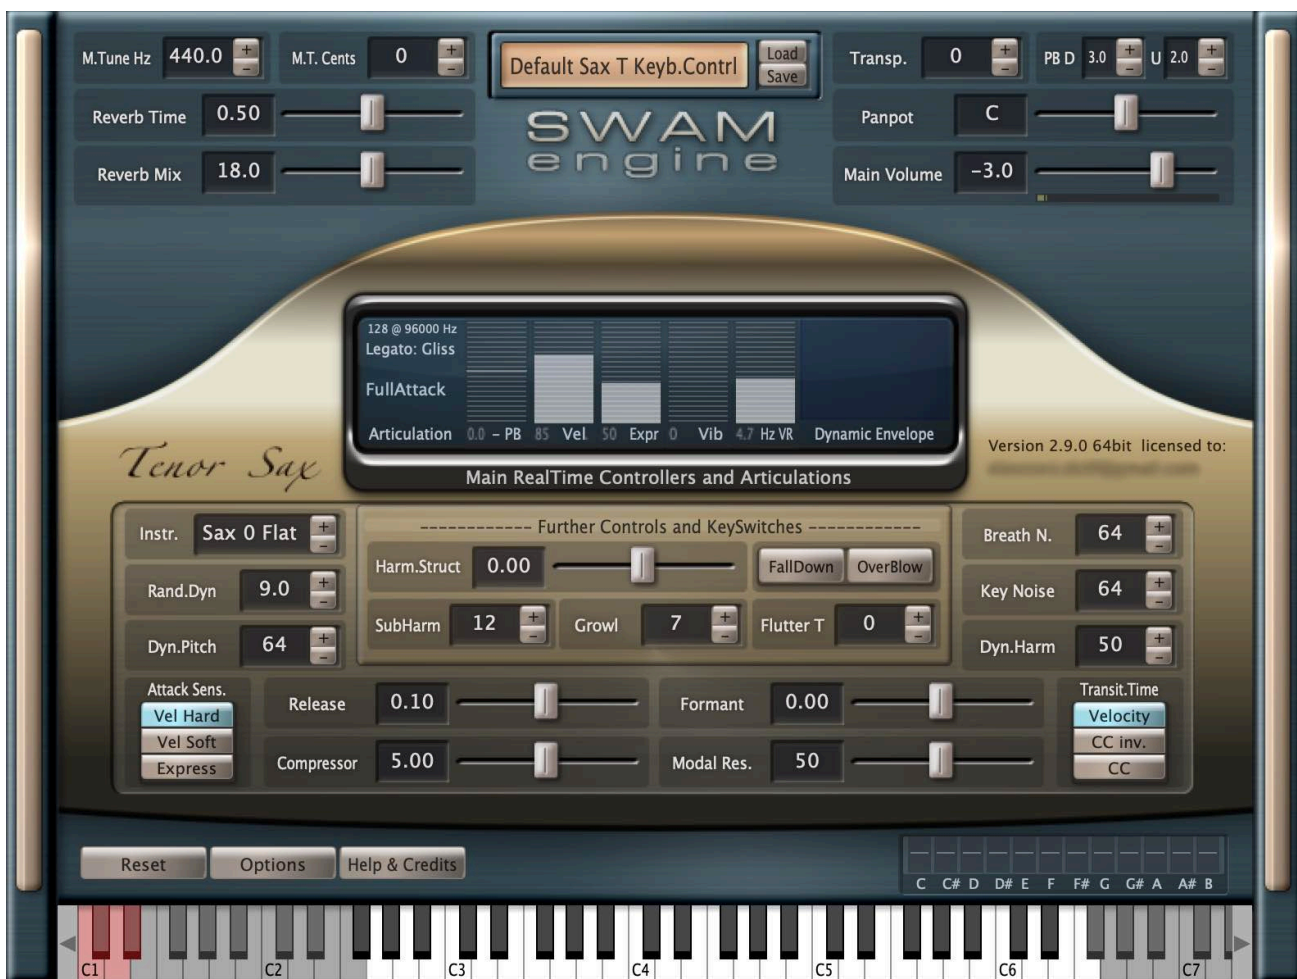 M.Tune Hz 440.0 + -
M.T. Cents 0 + -
Default Sax T Keyb.Contrl
Load
Save
Transp. 0 + -
PB D 3.0 + - U 2.0 + -
Reverb Time 0.50
SWAM
engine
Panpot C
Reverb Mix 18.0
Main Volume -3.0
128 @ 96000 Hz
Legato: Gliss
FullAttack
Articulation 0.0 - PB 85 Vel 50 Expr 0 Vib 4.7 Hz VR Dynamic Envelope
Main RealTime Controllers and Articulations
Tenor Sax
Version 2.9.0 64bit licensed to:
Instr. Sax 0 Flat + -
------------ Further Controls and KeySwitches ------------
Breath N. 64 + -
Harm.Struct 0.00
FallDown OverBlow
Rand.Dyn 9.0 + -
Key Noise 64 + -
SubHarm 12 + -
Growl 7 + -
Flutter T 0 + -
Dyn.Pitch 64 + -
Dyn.Harm 50 + -
Attack Sens.
Vel Hard
Vel Soft
Express
Release 0.10
Formant 0.00
Compressor 5.00
Modal Res. 50
Transit.Time
Velocity
CC inv.
CC
Reset Options Help & Credits
C C# D D# E F F# G G# A A# B
C1 C2 C3 C4 C5 C6 C7